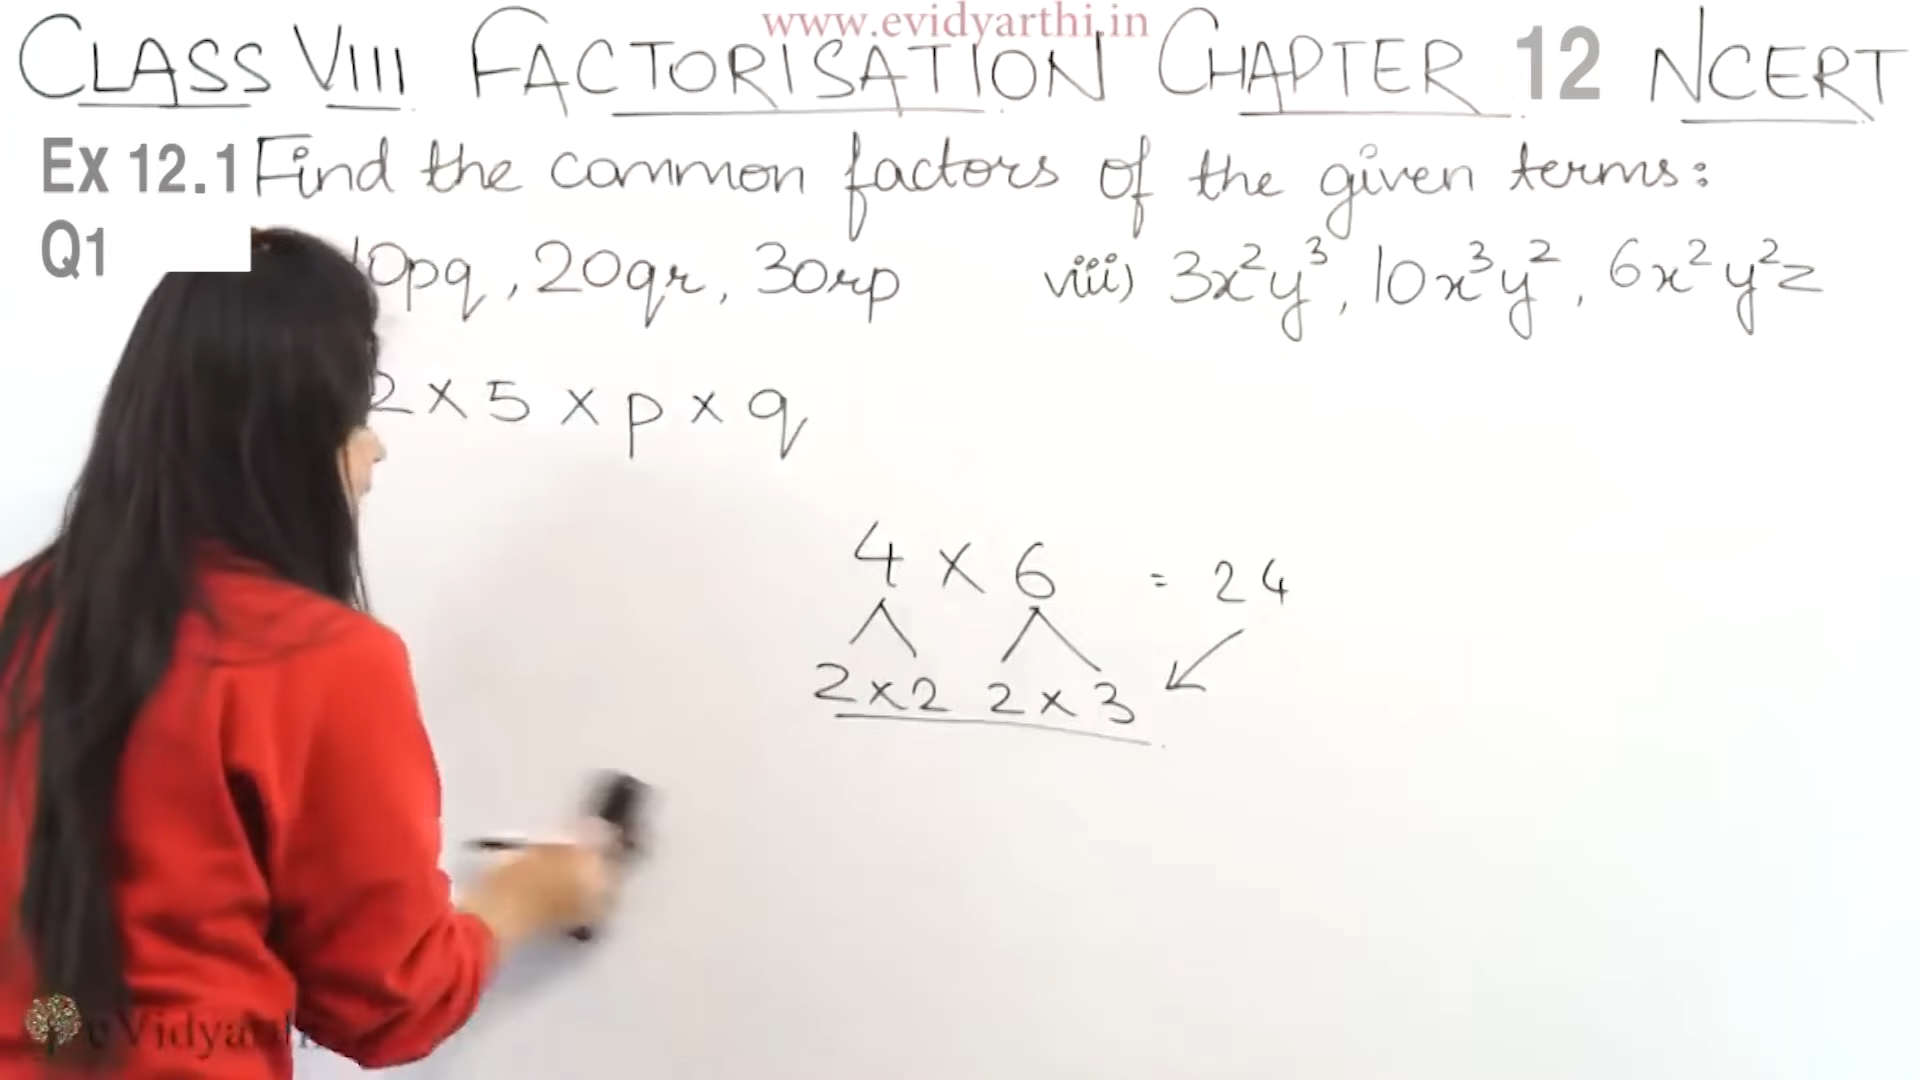 www.evidyarthi.in
CLASS VIII FACTORISATION CHAPTER 12 NCERT
Ex 12.1 Find the common factors of the given terms:
Q1
10pq, 20qr, 30rp viii) 3x²y³, 10x³y², 6x²y²z
2 × 5 × p × q
4 × 6 = 24
2 × 2 2 × 3
eVidyarthi